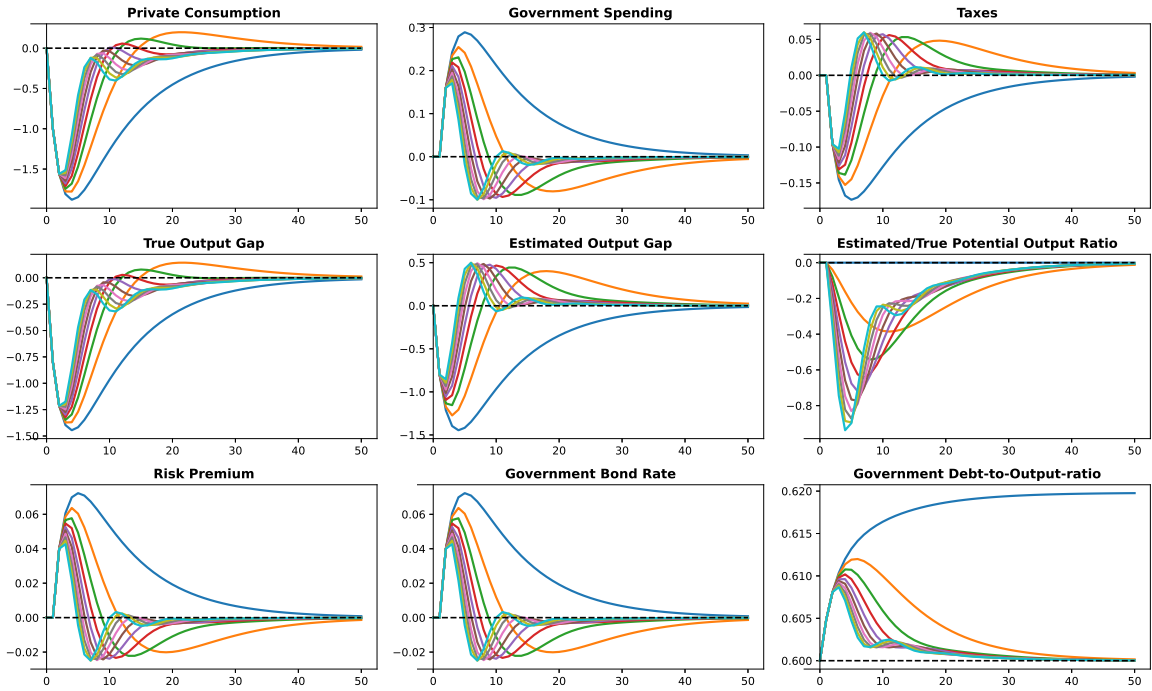 Private Consumption
Government Spending
Taxes
0.0
−0.5
−1.0
−1.5
0 10 20 30 40 50
0.3
0.2
0.1
0.0
−0.1
0 10 20 30 40 50
0.05
0.00
−0.05
−0.10
−0.15
0 10 20 30 40 50
True Output Gap
Estimated Output Gap
Estimated/True Potential Output Ratio
0.00
−0.25
−0.50
−0.75
−1.00
−1.25
−1.50
0 10 20 30 40 50
0.5
0.0
−0.5
−1.0
−1.5
0 10 20 30 40 50
0.0
−0.2
−0.4
−0.6
−0.8
0 10 20 30 40 50
Risk Premium
Government Bond Rate
Government Debt-to-Output-ratio
0.06
0.04
0.02
0.00
−0.02
0 10 20 30 40 50
0.06
0.04
0.02
0.00
−0.02
0 10 20 30 40 50
0.620
0.615
0.610
0.605
0.600
0 10 20 30 40 50